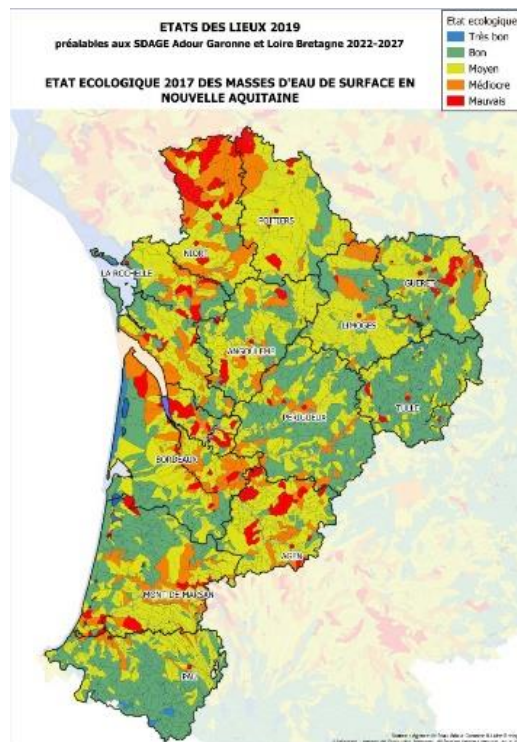 ETATS DES LIEUX 2019
préalables aux SDAGE Adour Garonne et Loire Bretagne 2022-2027
ETAT ECOLOGIQUE 2017 DES MASSES D'EAU DE SURFACE EN
NOUVELLE AQUITAINE
Etat ecologique
Très bon
Bon
Moyen
Médiocre
Mauvais
POITIERS
NIORT
LA ROCHELLE
GUERET
LIMOGES
ANGOULEME
TULLE
PERIGUEUX
BORDEAUX
AGEN
MONT DE MARSAN
PAU